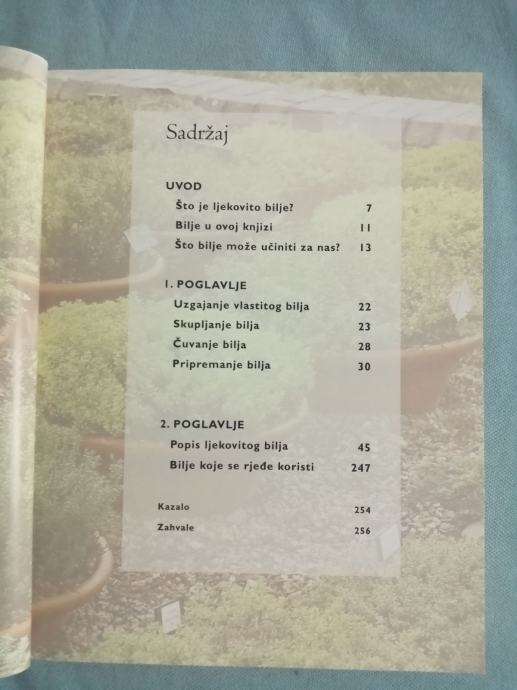 Sadržaj
UVOD
Što je ljekovito bilje? 7
Bilje u ovoj knjizi 11
Što bilje može učiniti za nas? 13
1. POGLAVLJE
Uzgajanje vlastitog bilja 22
Skupljanje bilja 23
Čuvanje bilja 28
Pripremanje bilja 30
2. POGLAVLJE
Popis ljekovitog bilja 45
Bilje koje se rjeđe koristi 247
Kazalo 254
Zahvale 256